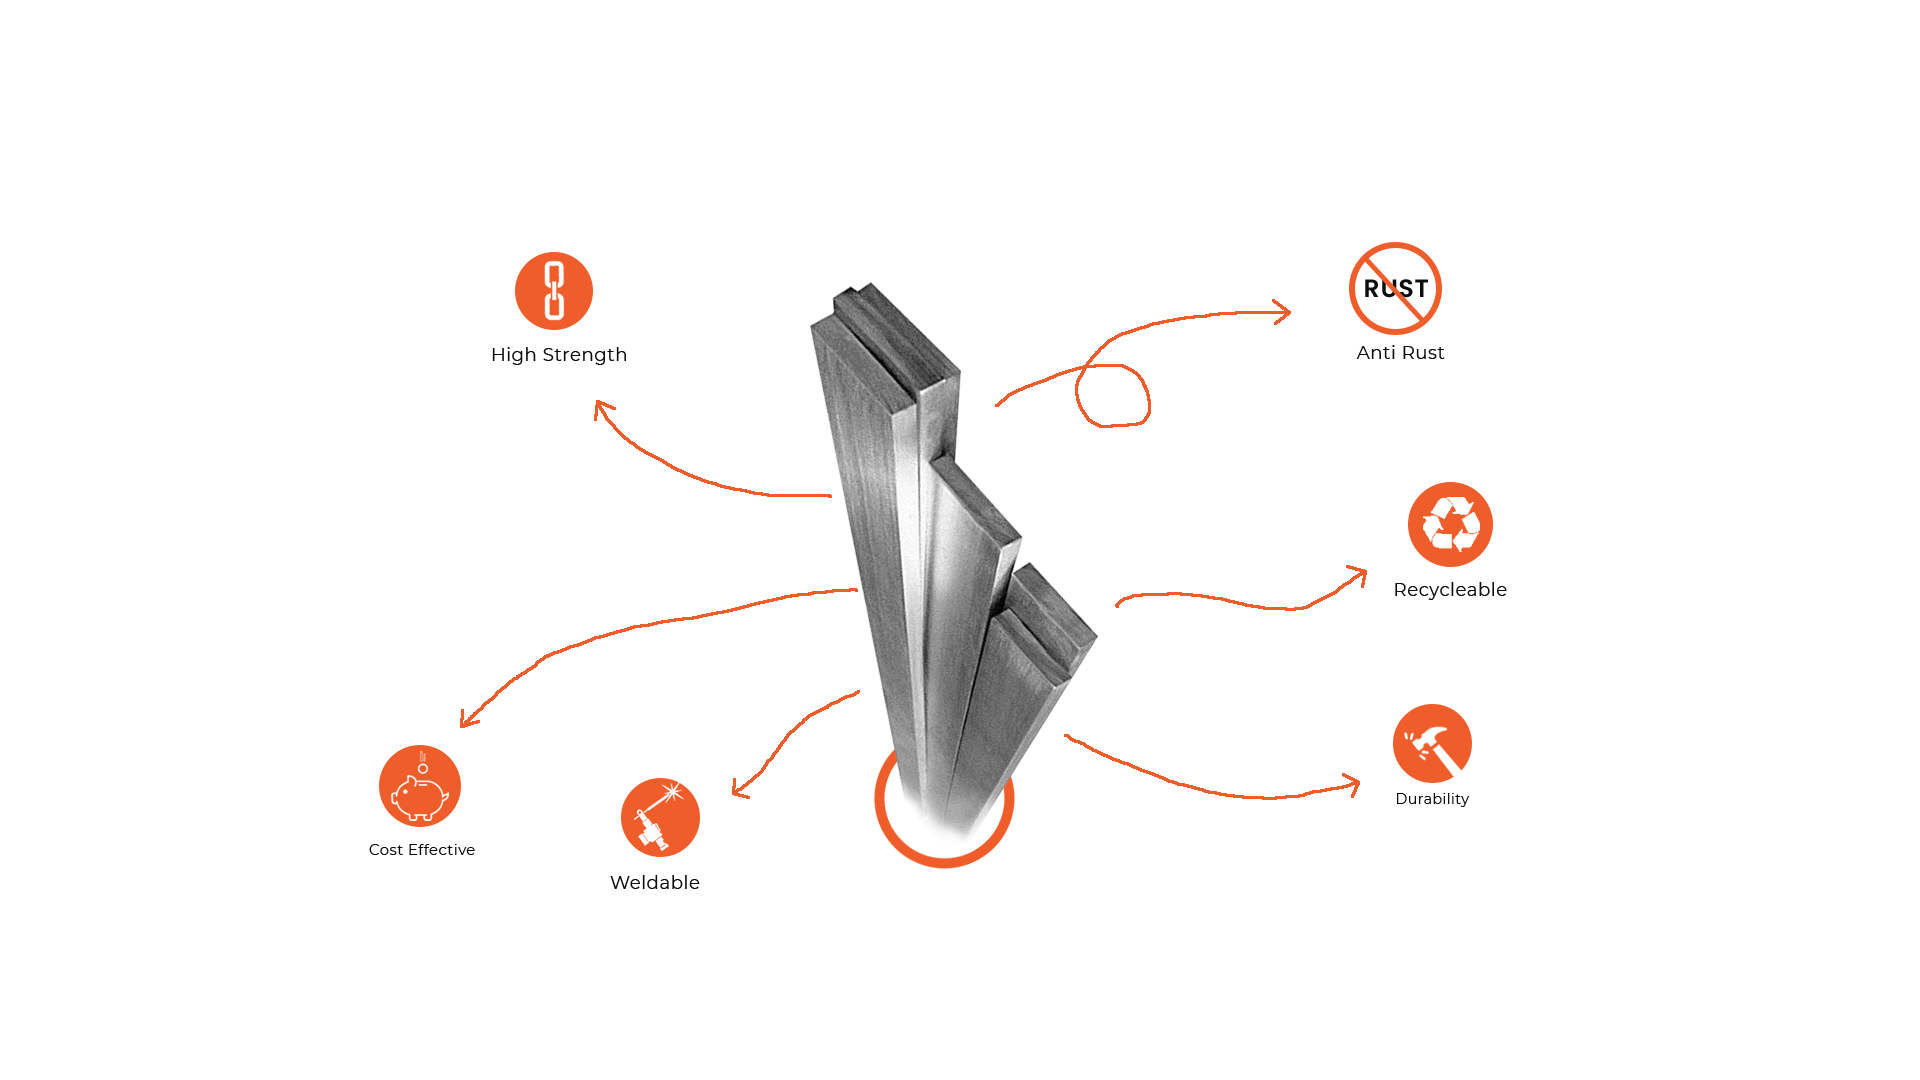 RUST
High Strength
Anti Rust
Recycleable
Durability
Cost Effective
Weldable